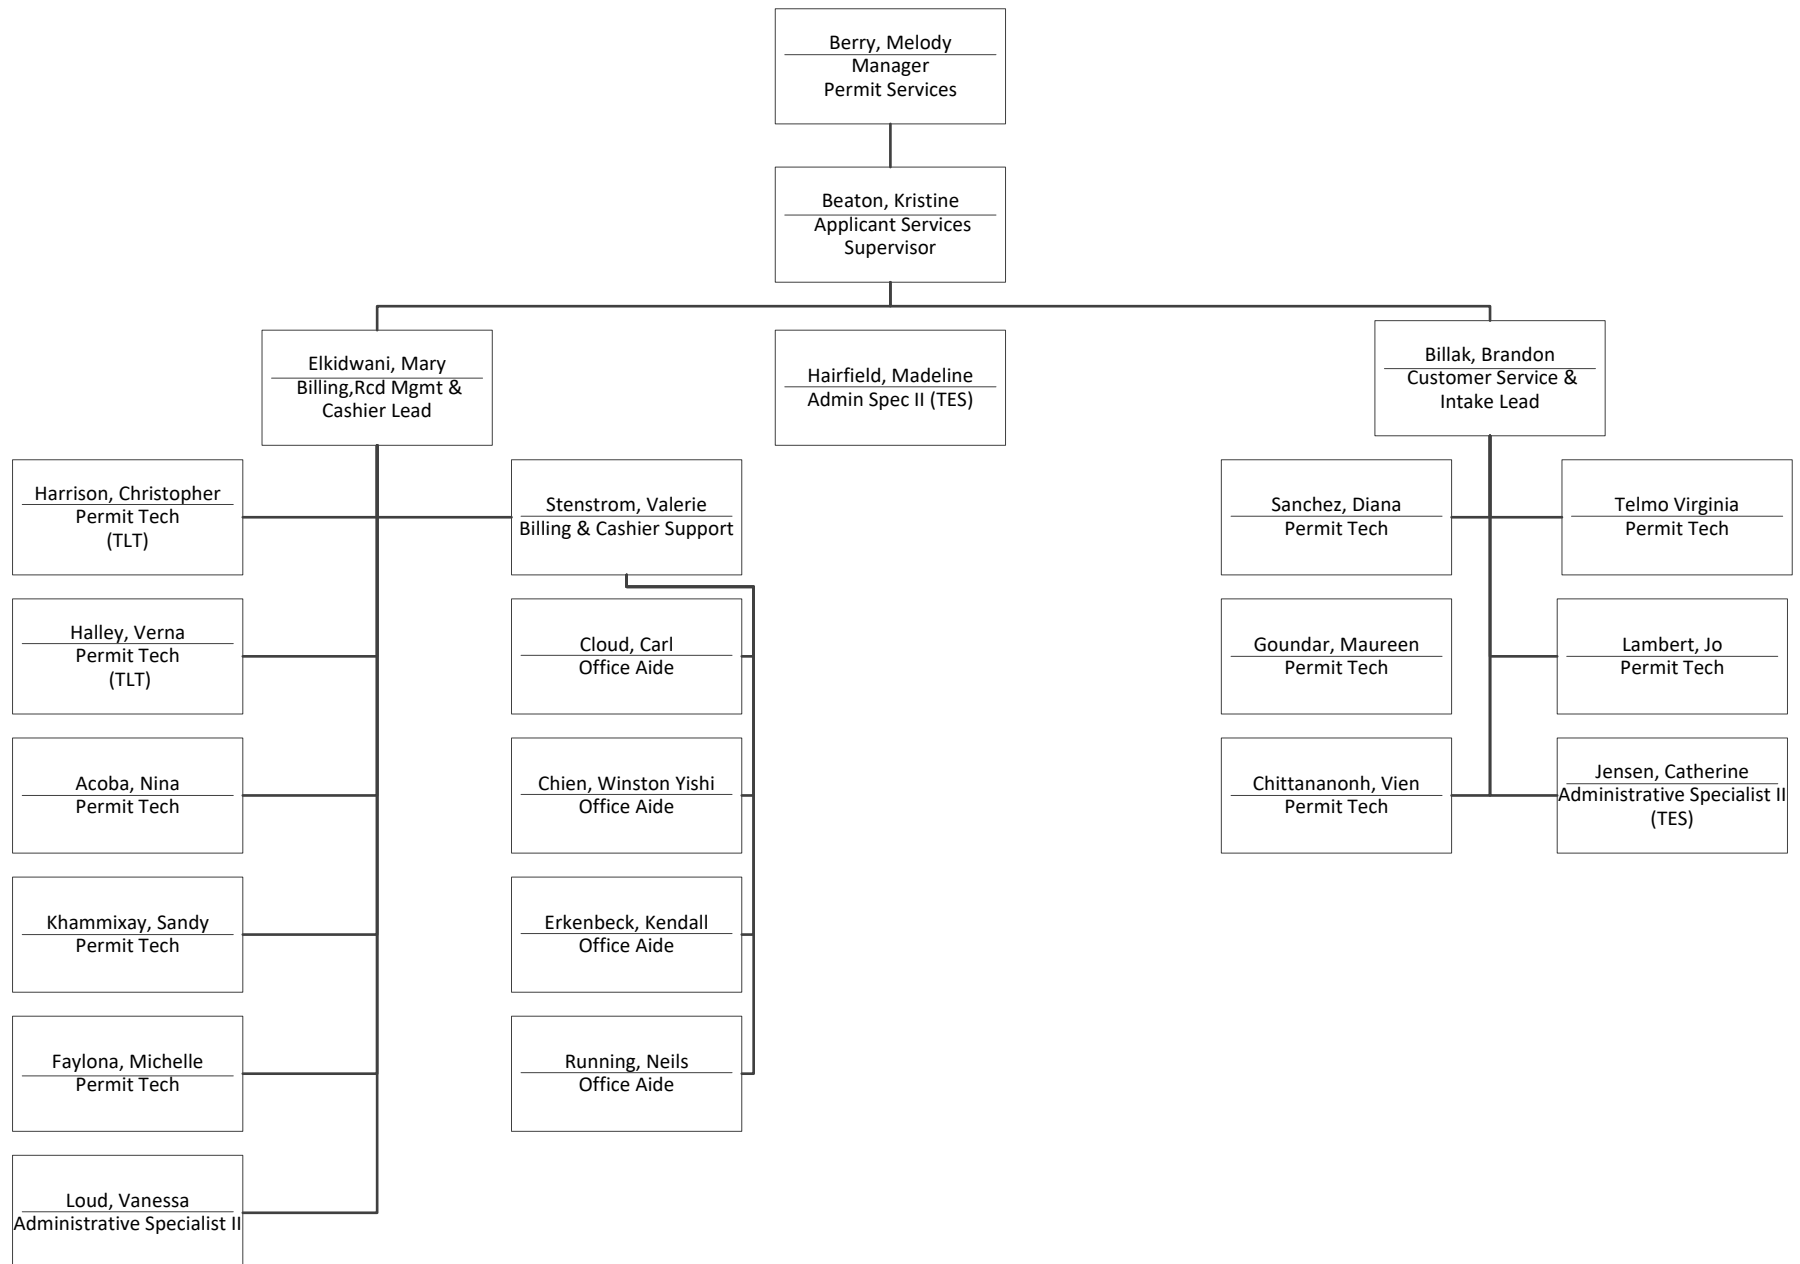 Berry, Melody
Manager
Permit Services
Beaton, Kristine
Applicant Services
Supervisor
Elkidwani, Mary
Billing,Rcd Mgmt &
Cashier Lead
Hairfield, Madeline
Admin Spec II (TES)
Billak, Brandon
Customer Service &
Intake Lead
Harrison, Christopher
Permit Tech
(TLT)
Stenstrom, Valerie
Billing & Cashier Support
Sanchez, Diana
Permit Tech
Telmo Virginia
Permit Tech
Halley, Verna
Permit Tech
(TLT)
Cloud, Carl
Office Aide
Goundar, Maureen
Permit Tech
Lambert, Jo
Permit Tech
Acoba, Nina
Permit Tech
Chien, Winston Yishi
Office Aide
Chittananonh, Vien
Permit Tech
Jensen, Catherine
Administrative Specialist II
(TES)
Khammixay, Sandy
Permit Tech
Erkenbeck, Kendall
Office Aide
Faylona, Michelle
Permit Tech
Running, Neils
Office Aide
Loud, Vanessa
Administrative Specialist II